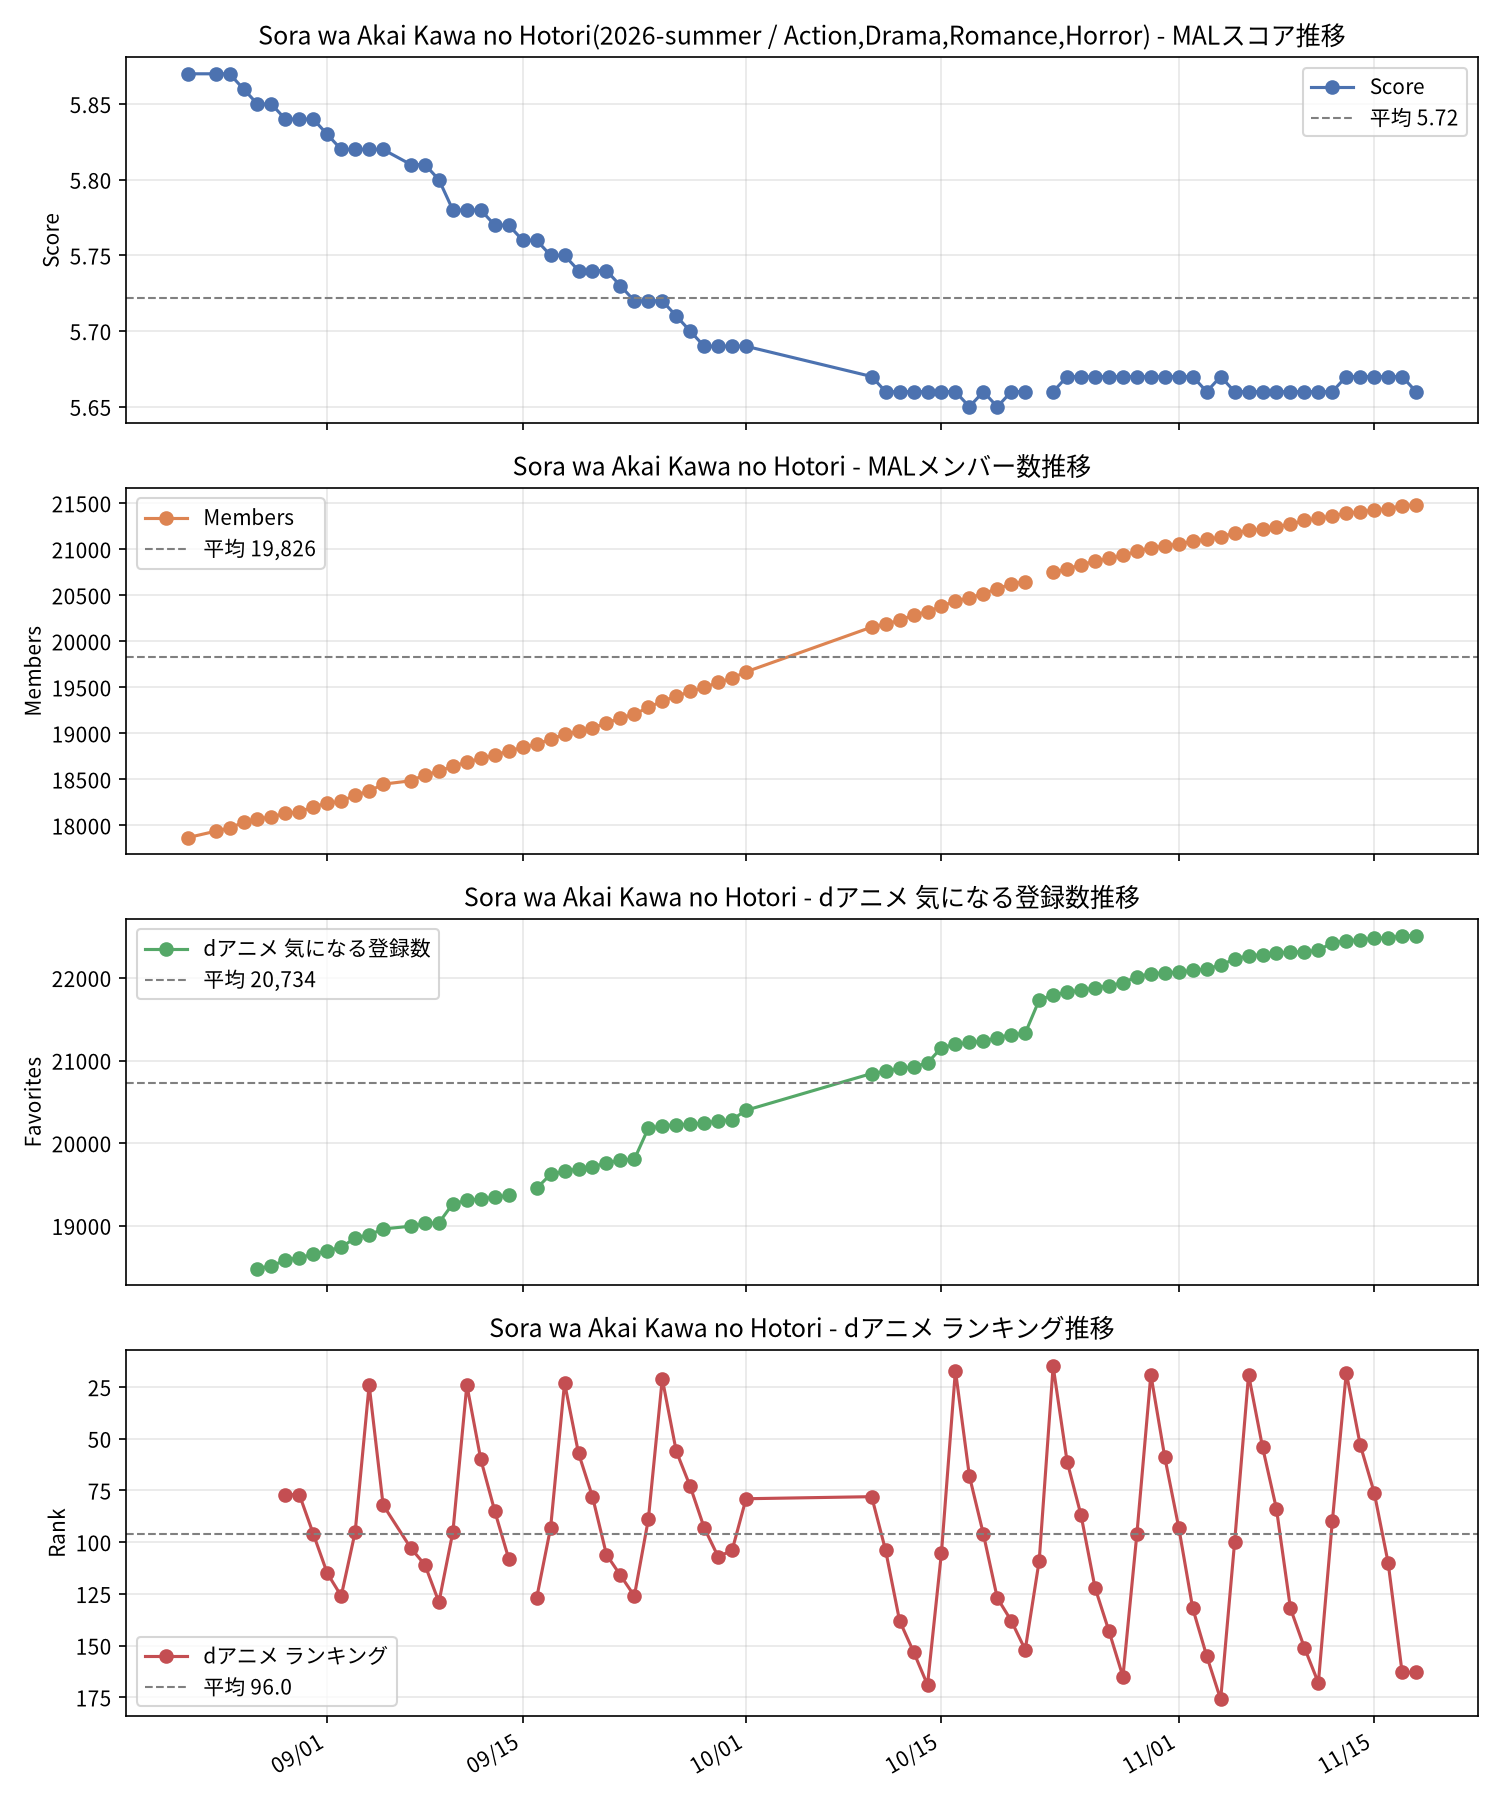 Sora wa Akai Kawa no Hotori(2026-summer / Action,Drama,Romance,Horror) - MALスコア推移
Score
5.85
5.80
5.75
5.70
5.65
Score
平均 5.72
Sora wa Akai Kawa no Hotori - MALメンバー数推移
Members
21500
21000
20500
20000
19500
19000
18500
18000
Members
平均 19,826
Sora wa Akai Kawa no Hotori - dアニメ 気になる登録数推移
Favorites
22000
21000
20000
19000
dアニメ 気になる登録数
平均 20,734
Sora wa Akai Kawa no Hotori - dアニメ ランキング推移
Rank
25
50
75
100
125
150
175
dアニメ ランキング
平均 96.0
09/01
09/15
10/01
10/15
11/01
11/15